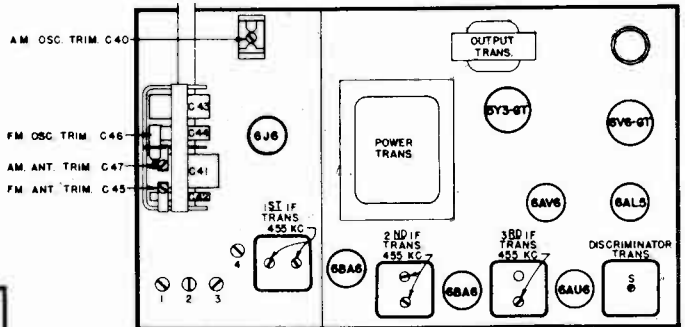 AM OSC. TRIM. C40
FM OSC. TRIM. C46
AM. ANT. TRIM. C47
FM ANT. TRIM. C45
C43
C44
C41
C42
6J6
1ST IF
TRANS
455 KC
4
1 2 3
OUTPUT
TRANS.
POWER
TRANS
5Y3-GT
6V6-GT
6AV6
6AL5
6BA6
2ND IF
TRANS
455 KC
6BA6
3RD IF
TRANS
455 KC
6AU6
DISCRIMINATOR
TRANS
S